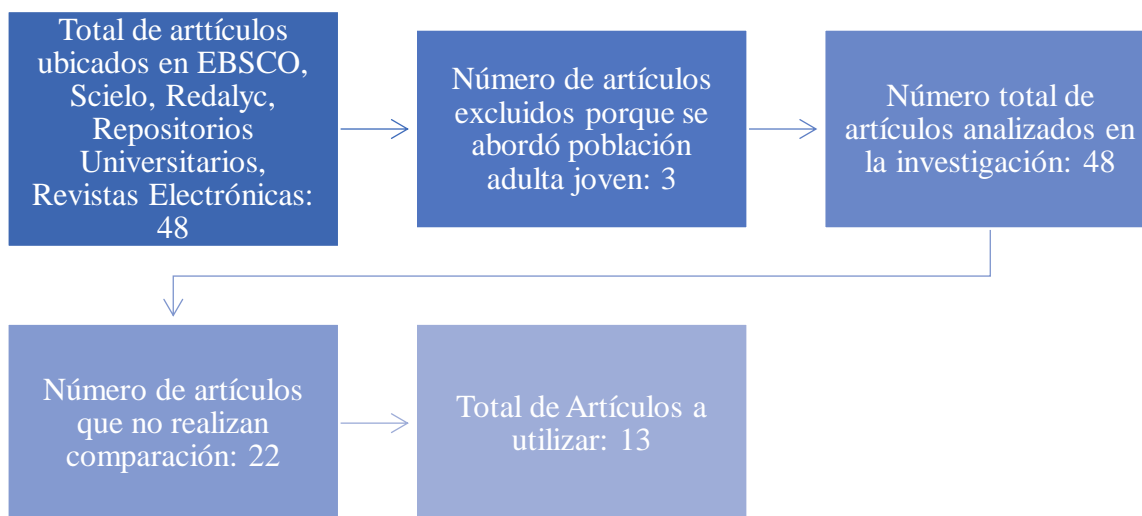 Total de arttículos
ubicados en EBSCO,
Scielo, Redalyc,
Repositorios
Universitarios,
Revistas Electrónicas:
48
Número de artículos
excluidos porque se
abordó población
adulta joven: 3
Número total de
artículos analizados en
la investigación: 48
Número de artículos
que no realizan
comparación: 22
Total de Artículos a
utilizar: 13